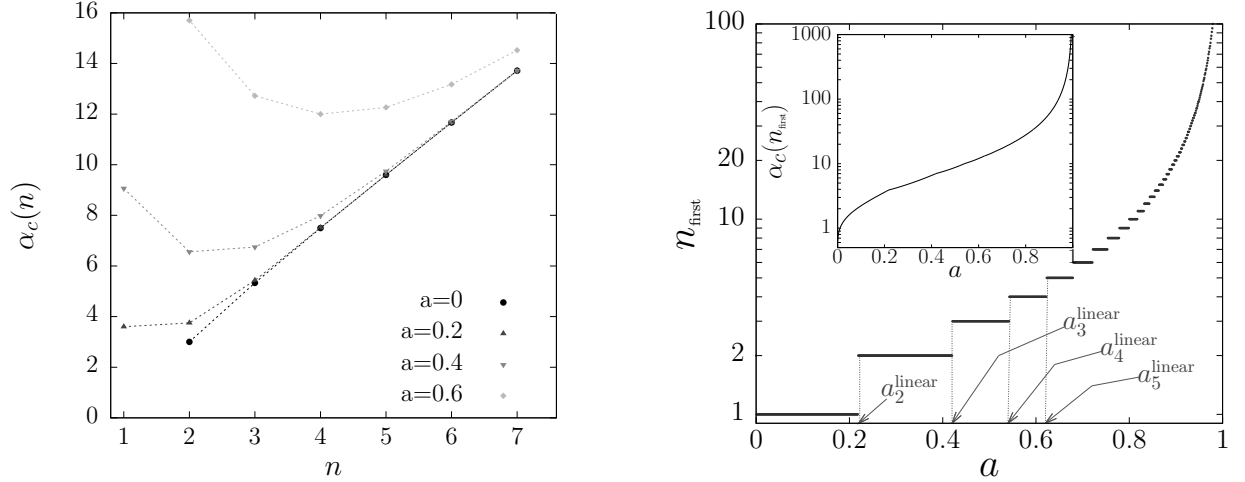 16
14
12
10
8
6
4
2
0
α_c(n)
1 2 3 4 5 6 7
n
a=0
a=0.2
a=0.4
a=0.6
100
20
10
5
2
1
n_first
0 0.2 0.4 0.6 0.8 1
a
1000
100
10
1
α_c(n_first)
0 0.2 0.4 0.6 0.8 1
a
a_3^linear
a_4^linear
a_5^linear
a_2^linear